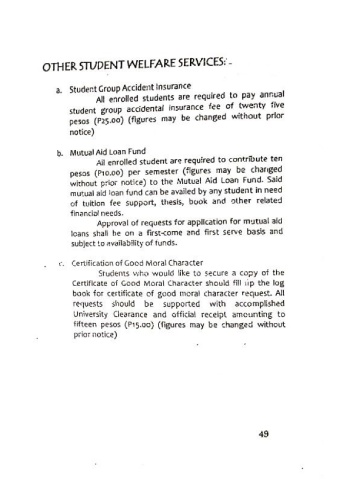 OTHER STUDENT WELFARE SERVICES: -
a. Student Group Accident Insurance
All enrolled students are required to pay annual
student group accidental insurance fee of twenty five
pesos (P25.00) (figures may be changed without prior
notice)
b. Mutual Aid Loan Fund
All enrolled student are required to contribute ten
pesos (P10.00) per semester (figures may be changed
without prior notice) to the Mutual Aid Loan Fund. Said
mutual aid loan fund can be availed by any student in need
of tuition fee support, thesis, book and other related
financial needs.
Approval of requests for application for mutual aid
loans shall be on a first-come and first serve basis and
subject to availability of funds.
c. Certification of Good Moral Character
Students who would like to secure a copy of the
Certificate of Good Moral Character should fill up the log
book for certificate of good moral character request. All
requests should be supported with accomplished
University Clearance and official receipt amounting to
fifteen pesos (P15.00) (figures may be changed without
prior notice)
49